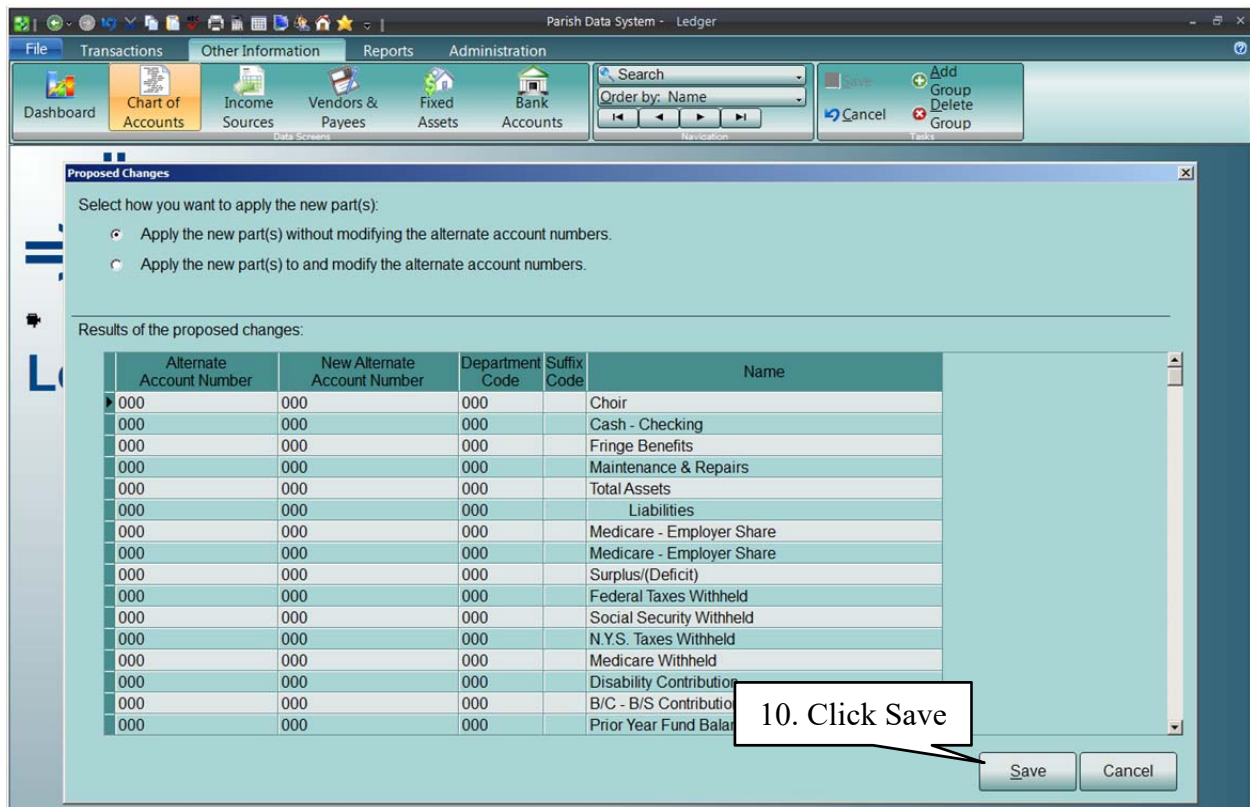 Parish Data System - Ledger
File Transactions Other Information Reports Administration
Dashboard
Chart of Accounts
Income Sources
Vendors & Payees
Fixed Assets
Bank Accounts
Data Screens
Search
Order by: Name
Navigation
Save
Cancel
Add Group
Delete Group
Tasks
Proposed Changes
Select how you want to apply the new part(s):
Apply the new part(s) without modifying the alternate account numbers.
Apply the new part(s) to and modify the alternate account numbers.
Results of the proposed changes:
Alternate Account Number New Alternate Account Number Department Code Suffix Code Name
000 000 000 Choir
000 000 000 Cash - Checking
000 000 000 Fringe Benefits
000 000 000 Maintenance & Repairs
000 000 000 Total Assets
000 000 000 Liabilities
000 000 000 Medicare - Employer Share
000 000 000 Medicare - Employer Share
000 000 000 Surplus/(Deficit)
000 000 000 Federal Taxes Withheld
000 000 000 Social Security Withheld
000 000 000 N.Y.S. Taxes Withheld
000 000 000 Medicare Withheld
000 000 000 Disability Contribution
000 000 000 B/C - B/S Contributio
000 000 000 Prior Year Fund Bala
10. Click Save
Save Cancel